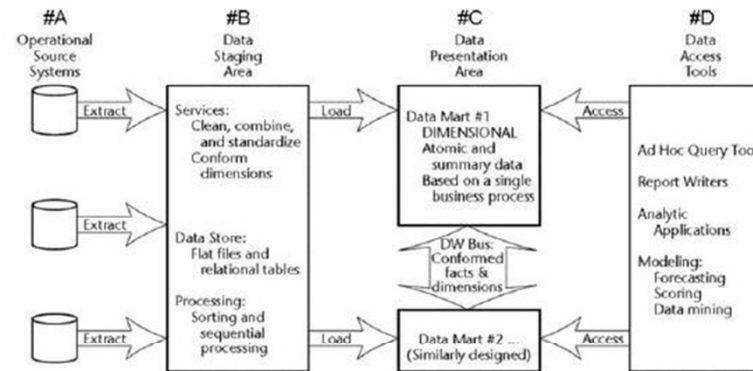 #A
Operational
Source
Systems
Extract
Extract
Extract
#B
Data
Staging
Area
Services:
Clean, combine,
and standardize
Conform
dimensions
Data Store:
Flat files and
relational tables
Processing:
Sorting and
sequential
processing
Load
Load
#C
Data
Presentation
Area
Data Mart #1
DIMENSIONAL
Atomic and
summary data
Based on a single
business process
DW Bus:
Conformed
facts &
dimensions
Data Mart #2 ...
(Similarly designed)
Access
Access
#D
Data
Access
Tools
Ad Hoc Query Too
Report Writers
Analytic
Applications
Modeling:
Forecasting
Scoring
Data mining